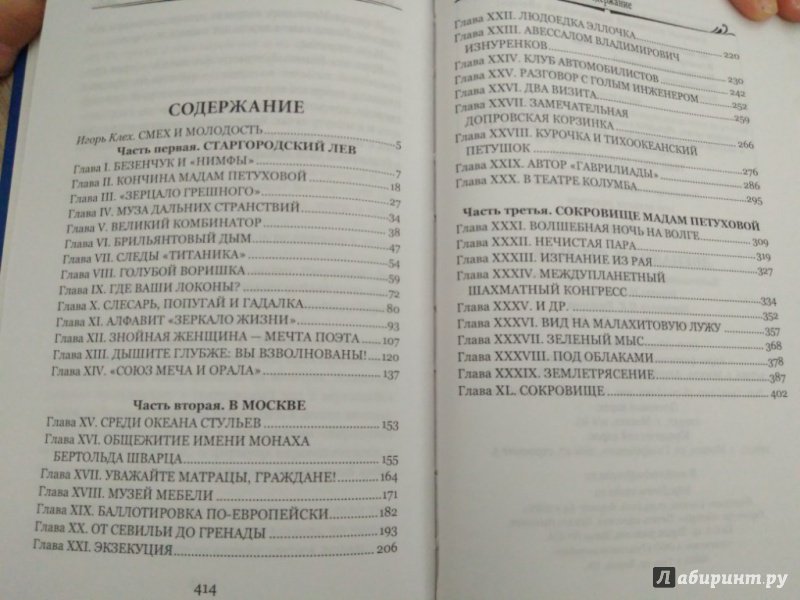 СОДЕРЖАНИЕ
Игорь Клех. СМЕХ И МОЛОДОСТЬ 5
Часть первая. СТАРГОРОДСКИЙ ЛЕВ
Глава I. БЕЗЕНЧУК И «НИМФЫ» 7
Глава II. КОНЧИНА МАДАМ ПЕТУХОВОЙ 18
Глава III. «ЗЕРЦАЛО ГРЕШНОГО» 27
Глава IV. МУЗА ДАЛЬНИХ СТРАНСТВИЙ 34
Глава V. ВЕЛИКИЙ КОМБИНАТОР 38
Глава VI. БРИЛЬЯНТОВЫЙ ДЫМ 47
Глава VII. СЛЕДЫ «ТИТАНИКА» 54
Глава VIII. ГОЛУБОЙ ВОРИШКА 59
Глава IX. ГДЕ ВАШИ ЛОКОНЫ? 72
Глава X. СЛЕСАРЬ, ПОПУГАЙ И ГАДАЛКА 80
Глава XI. АЛФАВИТ «ЗЕРКАЛО ЖИЗНИ» 93
Глава XII. ЗНОЙНАЯ ЖЕНЩИНА — МЕЧТА ПОЭТА 107
Глава XIII. ДЫШИТЕ ГЛУБЖЕ: ВЫ ВЗВОЛНОВАНЫ! 120
Глава XIV. «СОЮЗ МЕЧА И ОРАЛА» 137
Часть вторая. В МОСКВЕ
Глава XV. СРЕДИ ОКЕАНА СТУЛЬЕВ 153
Глава XVI. ОБЩЕЖИТИЕ ИМЕНИ МОНАХА
БЕРТОЛЬДА ШВАРЦА 155
Глава XVII. УВАЖАЙТЕ МАТРАЦЫ, ГРАЖДАНЕ! 164
Глава XVIII. МУЗЕЙ МЕБЕЛИ 171
Глава XIX. БАЛЛОТИРОВКА ПО-ЕВРОПЕЙСКИ 182
Глава XX. ОТ СЕВИЛЬИ ДО ГРЕНАДЫ 193
Глава XXI. ЭКЗЕКУЦИЯ 206
414
Глава XXII. ЛЮДОЕДКА ЭЛЛОЧКА 220
Глава XXIII. АВЕССАЛОМ ВЛАДИМИРОВИЧ
ИЗНУРЕНКОВ 230
Глава XXIV. КЛУБ АВТОМОБИЛИСТОВ 242
Глава XXV. РАЗГОВОР С ГОЛЫМ ИНЖЕНЕРОМ 252
Глава XXVI. ДВА ВИЗИТА 259
Глава XXVII. ЗАМЕЧАТЕЛЬНАЯ
ДОПРОВСКАЯ КОРЗИНКА
Глава XXVIII. КУРОЧКА И ТИХООКЕАНСКИЙ
ПЕТУШОК 276
Глава XXIX. АВТОР «ГАВРИЛИАДЫ» 286
Глава XXX. В ТЕАТРЕ КОЛУМБА 295
Часть третья. СОКРОВИЩЕ МАДАМ ПЕТУХОВОЙ
Глава XXXI. ВОЛШЕБНАЯ НОЧЬ НА ВОЛГЕ 309
Глава XXXII. НЕЧИСТАЯ ПАРА 319
Глава XXXIII. ИЗГНАНИЕ ИЗ РАЯ 327
Глава XXXIV. МЕЖДУПЛАНЕТНЫЙ
ШАХМАТНЫЙ КОНГРЕСС 334
Глава XXXV. И ДР. 352
Глава XXXVI. ВИД НА МАЛАХИТОВУЮ ЛУЖУ 357
Глава XXXVII. ЗЕЛЕНЫЙ МЫС 368
Глава XXXVIII. ПОД ОБЛАКАМИ 378
Глава XXXIX. ЗЕМЛЕТРЯСЕНИЕ 387
Глава XL. СОКРОВИЩЕ 402
Лабиринт.ру